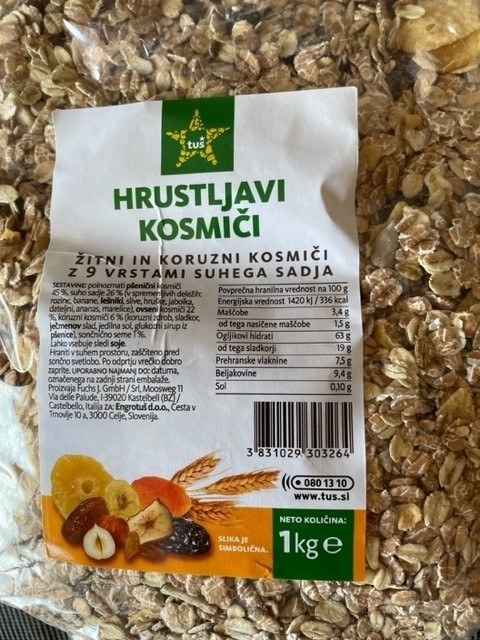 tuš
HRUSTLJAVI
KOSMIČI
ŽITNI IN KORUZNI KOSMIČI
Z 9 VRSTAMI SUHEGA SADJA
SESTAVINE: polnozrnati pšenični kosmiči
45 %, suho sadje 26 % (v spremenljivih deležih:
rozine, banane, lešniki, slive, hruške, jabolka,
dateljni, ananas, marelice), ovseni kosmiči 22
%, koruzni kosmiči 6 % (koruzni zdrob, sladkor,
ječmenov slad, jedilna sol, glukozni sirup iz
pšenice), sončnično seme 1 %.
Lahko vsebuje sledi soje.
Hraniti v suhem prostoru, zaščiteno pred
sončno svetlobo. Po odprtju vrečko dobro
zaprite. UPORABNO NAJMANJ DO: datuma,
označenega na zadnji strani embalaže.
Proizvaja Fuchs J. GmbH / Srl, Moosweg 11
Via delle Palude, I-39020 Kastelbell (BZ)/
Castelbello, Italija ZA: Engrotuš d.o.o., Cesta v
Trnovlje 10 a, 3000 Celje, Slovenija.
Povprečna hranilna vrednost na 100 g
Energijska vrednost 1420 kJ / 336 kcal
Maščobe 3,4 g
od tega nasičene maščobe 1,5 g
Ogljikovi hidrati 63 g
od tega sladkorji 19 g
Prehranske vlaknine 7,5 g
Beljakovine 9,4 g
Sol 0,10 g
3 831029 303264
080 13 10
www.tus.si
SLIKA JE
SIMBOLIČNA.
NETO KOLIČINA:
1kg e